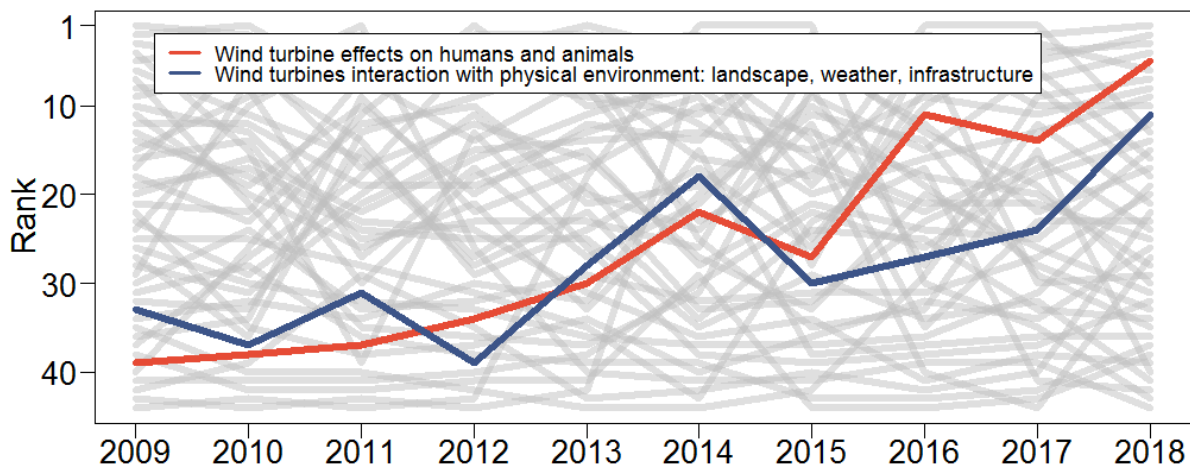 1
Wind turbine effects on humans and animals
Wind turbines interaction with physical environment: landscape, weather, infrastructure
10
20
Rank
30
40
2009 2010 2011 2012 2013 2014 2015 2016 2017 2018